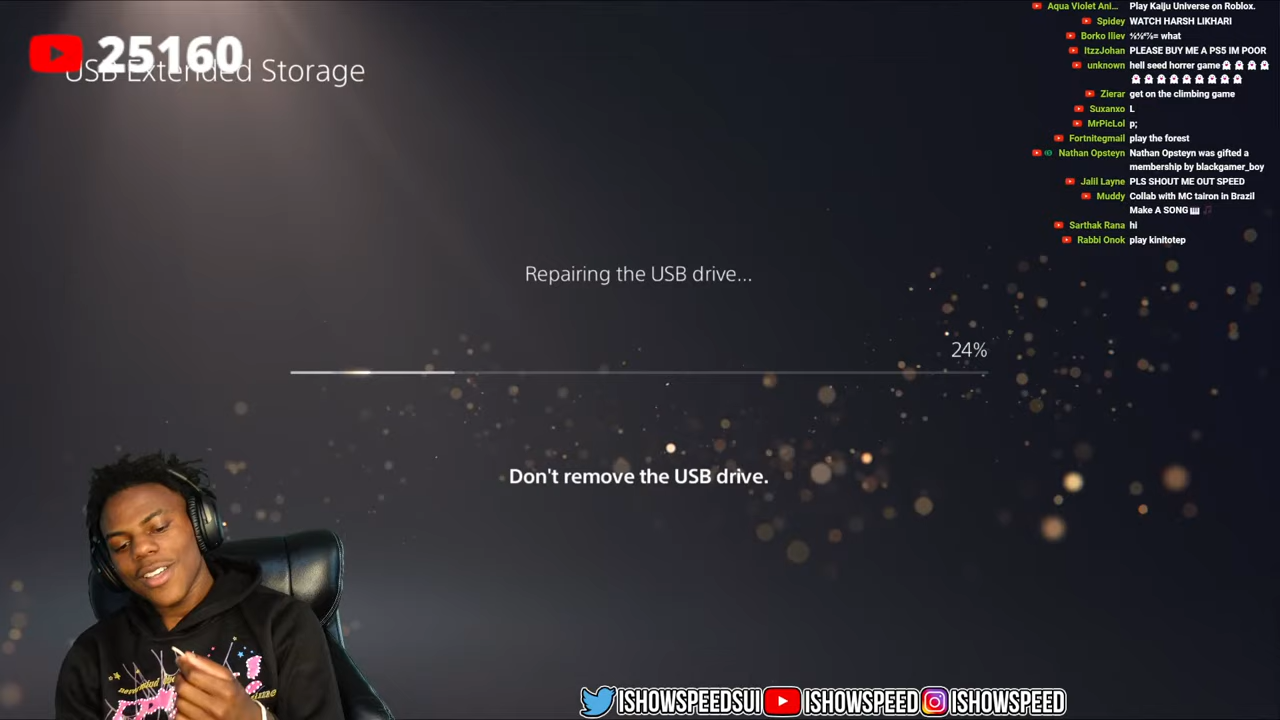 25160
USB Extended Storage
Aqua Violet Ani... Play Kaiju Universe on Roblox.
Spidey WATCH HARSH LIKHARI
Borko Iliev = what
ItzzJohan PLEASE BUY ME A PS5 IM POOR
unknown hell seed horrer game
Zierar get on the climbing game
Suxanxo L
MrPicLol p;
Fortnitegmail play the forest
Nathan Opsteyn Nathan Opsteyn was gifted a
membership by blackgamer_boy
Jalil Layne PLS SHOUT ME OUT SPEED
Muddy Collab with MC tairon in Brazil
Make A SONG
Sarthak Rana hi
Rabbi Onok play kinitotep
Repairing the USB drive...
24%
Don't remove the USB drive.
ISHOWSPEEDSUI ISHOWSPEED ISHOWSPEED